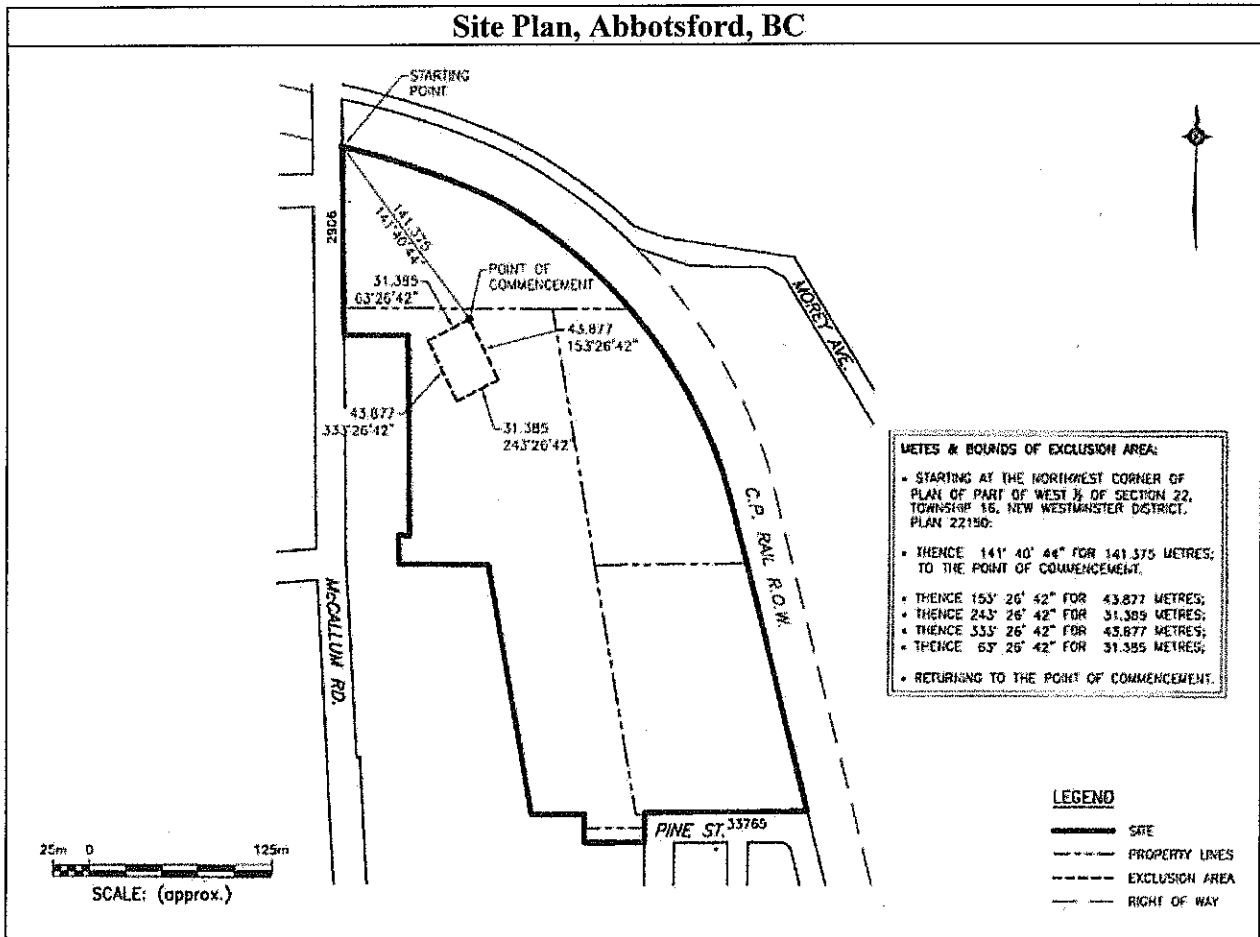 Site Plan, Abbotsford, BC
STARTING
POINT
2906
141.375
141°40'44"
POINT OF
COMMENCEMENT
31.385
63°26'42"
43.877
153°26'42"
43.877
333°26'42"
31.385
243°26'42"
MOREY AVE.
C.P. RAIL R.O.W.
McCALLUM RD.
METES & BOUNDS OF EXCLUSION AREA:
• STARTING AT THE NORTHWEST CORNER OF
PLAN OF PART OF WEST ½ OF SECTION 22,
TOWNSHIP 16, NEW WESTMINSTER DISTRICT,
PLAN 22190:
• THENCE 141° 40' 44" FOR 141.375 METRES;
TO THE POINT OF COMMENCEMENT.
• THENCE 153° 26' 42" FOR 43.877 METRES;
• THENCE 243° 26' 42" FOR 31.385 METRES;
• THENCE 333° 26' 42" FOR 43.877 METRES;
• THENCE 63° 26' 42" FOR 31.385 METRES;
• RETURNING TO THE POINT OF COMMENCEMENT.
PINE ST. 33765
25m 0 125m
SCALE: (approx.)
LEGEND
SITE
PROPERTY LINES
EXCLUSION AREA
RIGHT OF WAY